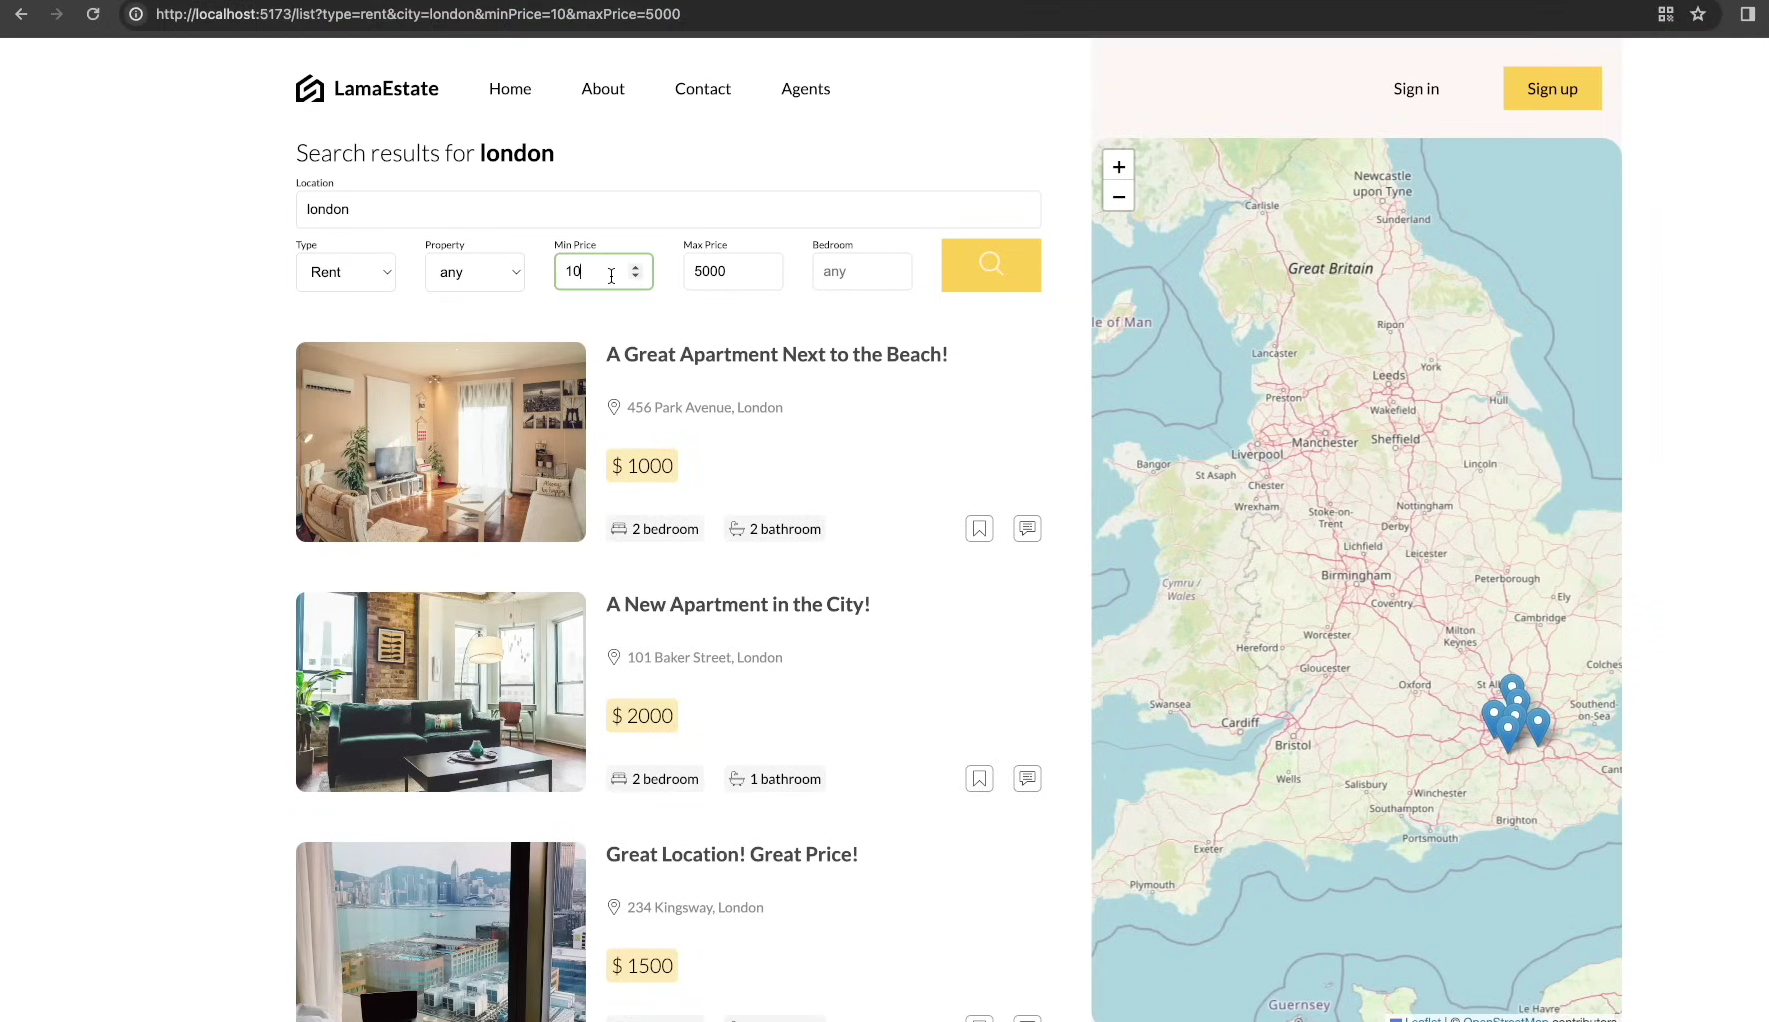 http://localhost:5173/list?type=rent&city=london&minPrice=10&maxPrice=5000
LamaEstate
Home
About
Contact
Agents
Sign in
Sign up
Search results for london
Location
london
Type
Property
Min Price
Max Price
Bedroom
Rent
any
10
5000
any
A Great Apartment Next to the Beach!
456 Park Avenue, London
$ 1000
2 bedroom
2 bathroom
A New Apartment in the City!
101 Baker Street, London
$ 2000
2 bedroom
1 bathroom
Great Location! Great Price!
234 Kingsway, London
$ 1500
+
−
Newcastle
upon Tyne
Carlisle
Sunderland
Great Britain
le of Man
Ripon
Lancaster
York
Leeds
Preston
Hull
Wakefield
Manchester
Sheffield
Liverpool
Bangor
St Asaph
Lincoln
Chester
Wrexham
Stoke-on-
Trent
Nottingham
Derby
Lichfield
Leicester
Birmingham
Peterborough
Cymru /
Wales
Ely
Coventry
Cambridge
Worcester
Milton
Keynes
Hereford
Gloucester
Colches
Oxford
St Al
Swansea
Southend-
on-Sea
Cardiff
Bristol
Wells
Cant
Salisbury
Winchester
Southampton
Brighton
Portsmouth
Exeter
Plymouth
Guernsey
Le Havre
Leaflet | © OpenStreetMap contributors